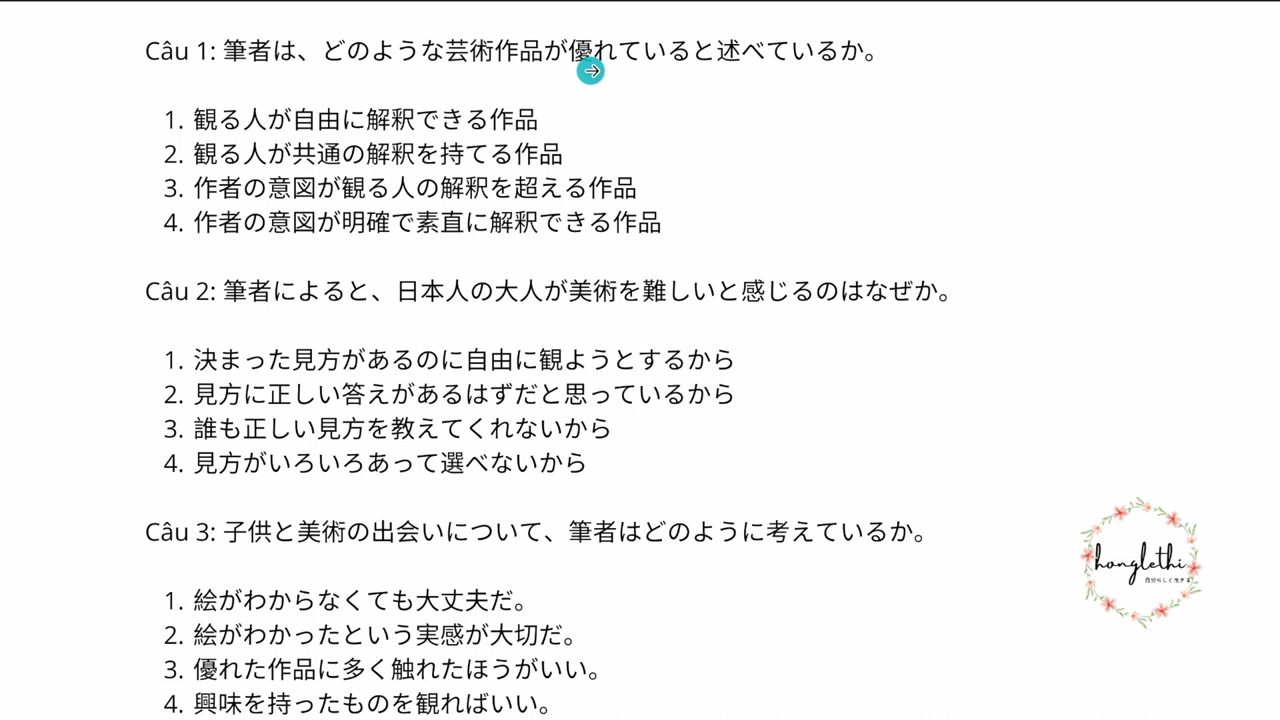 Câu 1: 筆者は、どのような芸術作品が優れていると述べているか。
1. 観る人が自由に解釈できる作品
2. 観る人が共通の解釈を持てる作品
3. 作者の意図が観る人の解釈を超える作品
4. 作者の意図が明確で素直に解釈できる作品
Câu 2: 筆者によると、日本人の大人が美術を難しいと感じるのはなぜか。
1. 決まった見方があるのに自由に観ようとするから
2. 見方に正しい答えがあるはずだと思っているから
3. 誰も正しい見方を教えてくれないから
4. 見方がいろいろあって選べないから
Câu 3: 子供と美術の出会いについて、筆者はどのように考えているか。
1. 絵がわからなくても大丈夫だ。
2. 絵がわかったという実感が大切だ。
3. 優れた作品に多く触れたほうがいい。
4. 興味を持ったものを観ればいい。
honglethi
自分らしく生きる